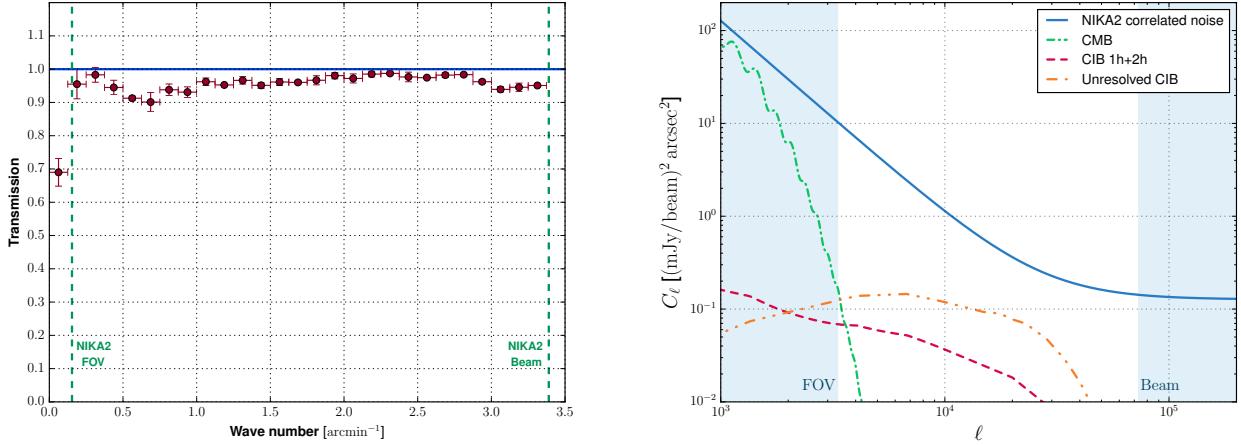 1.1
1.0
0.9
0.8
0.7
0.6
0.5
0.4
0.3
0.2
0.1
0.0
Transmission
NIKA2
FOV
NIKA2
Beam
0.0 0.5 1.0 1.5 2.0 2.5 3.0 3.5
Wave number [arcmin⁻¹]
NIKA2 correlated noise
CMB
CIB 1h+2h
Unresolved CIB
10²
10¹
10⁰
10⁻¹
10⁻²
C_ℓ [(mJy/beam)² arcsec²]
FOV
Beam
10³ 10⁴ 10⁵
ℓ